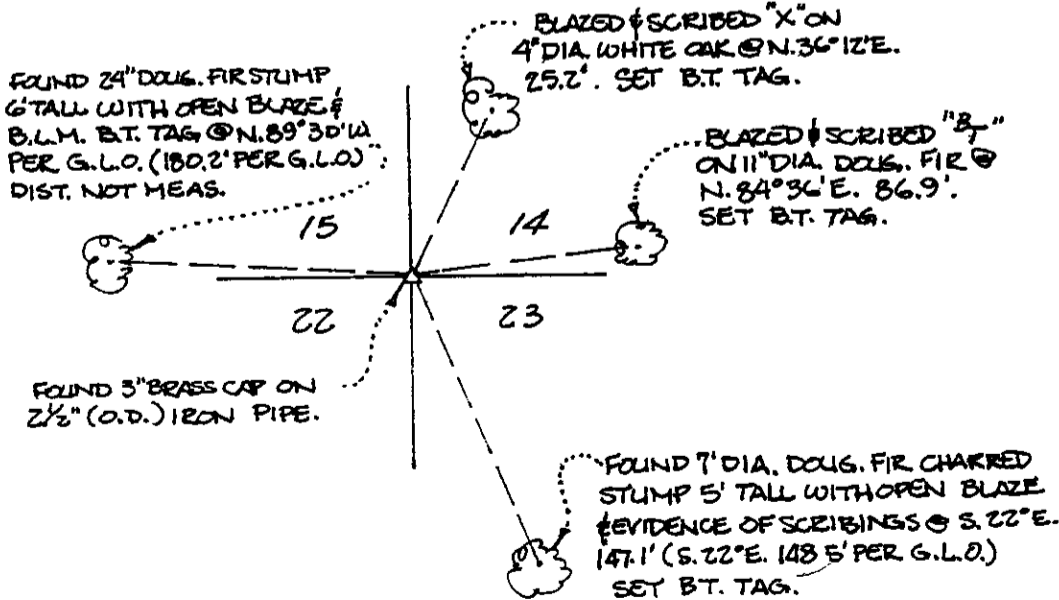 BLAZED & SCRIBED "X" ON
4" DIA. WHITE OAK @ N.36°12'E.
25.2'. SET B.T. TAG.
FOUND 24" DOUG. FIR STUMP
6' TALL WITH OPEN BLAZE &
B.L.M. B.T. TAG @ N.89°30'W
PER G.L.O. (180.2' PER G.L.O)
DIST. NOT MEAS.
BLAZED & SCRIBED "BT"
ON 11" DIA. DOUG. FIR @
N.84°36'E. 86.9'.
SET B.T. TAG.
15
14
22
23
FOUND 3" BRASS CAP ON
2½" (O.D.) IRON PIPE.
FOUND 7' DIA. DOUG. FIR CHARRED
STUMP 5' TALL WITH OPEN BLAZE
& EVIDENCE OF SCRIBINGS @ S.22°E.
147.1' (S.22°E. 148.5' PER G.L.O.)
SET B.T. TAG.